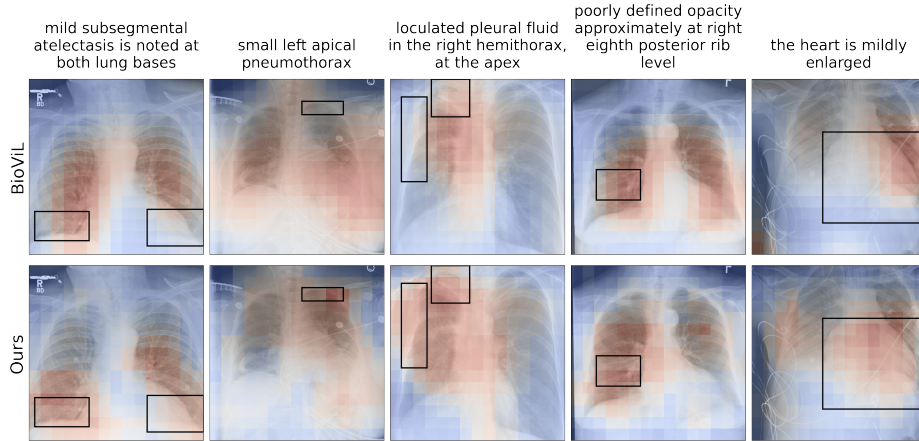 mild subsegmental
atelectasis is noted at
both lung bases
small left apical
pneumothorax
loculated pleural fluid
in the right hemithorax,
at the apex
poorly defined opacity
approximately at right
eighth posterior rib
level
the heart is mildly
enlarged
BioViL
R
Ours
R